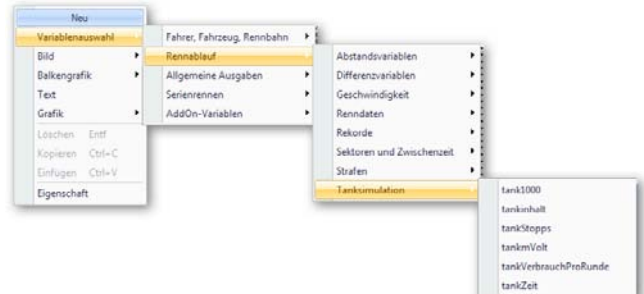 Neu
Variablenauswahl
Bild
Balkengrafik
Text
Grafik
Löschen Entf
Kopieren Ctrl+C
Einfügen Ctrl+V
Eigenschaft
Fahrer, Fahrzeug, Rennbahn
Rennablauf
Allgemeine Ausgaben
Serienrennen
AddOn-Variablen
Abstandsvariablen
Differenzvariablen
Geschwindigkeit
Renndaten
Rekorde
Sektoren und Zwischenzeit
Strafen
Tanksimulation
tank1000
tankinhalt
tankStopps
tankmVolt
tankVerbrauchProRunde
tankZeit